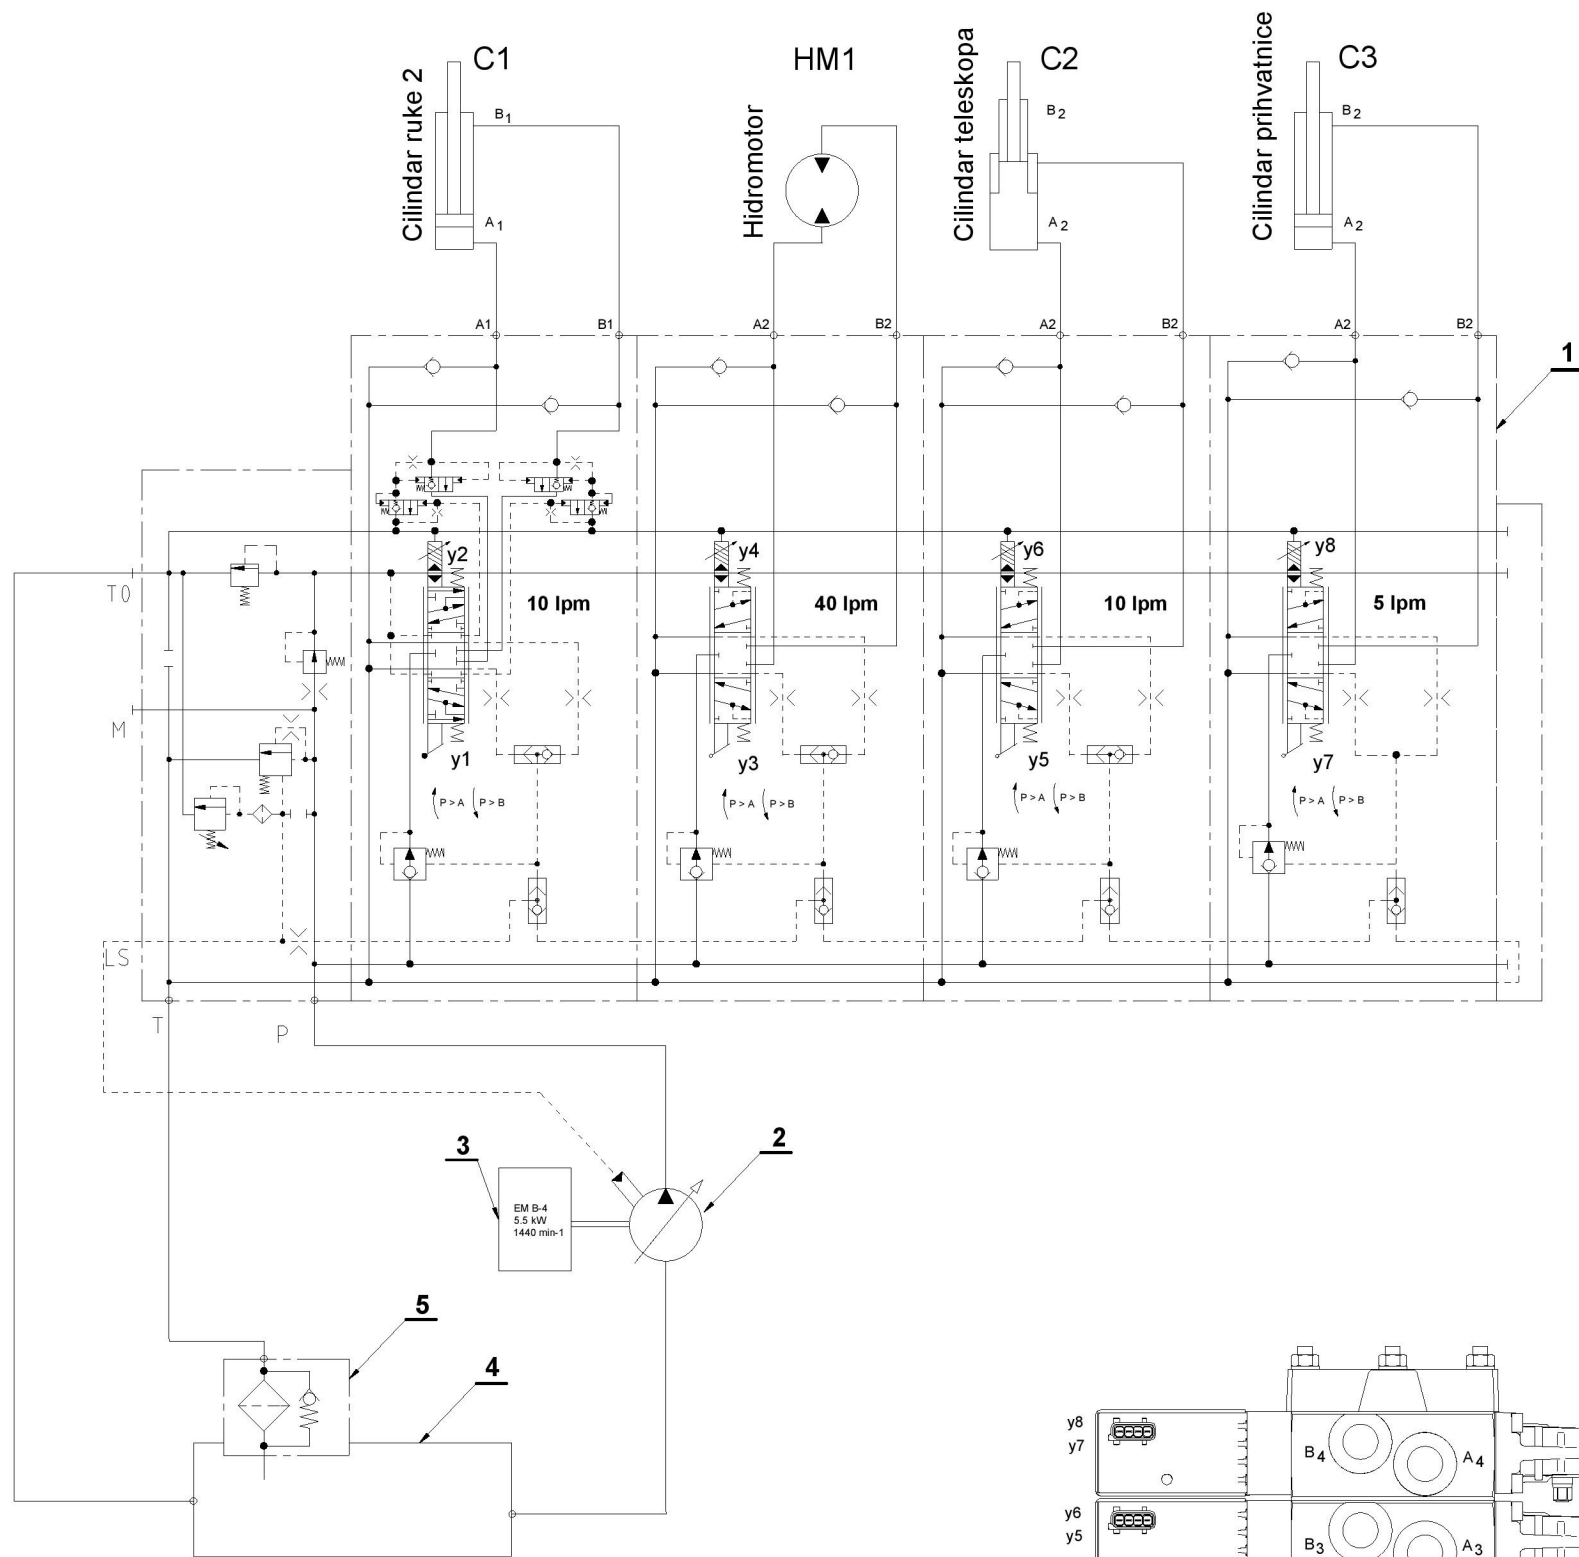 C1
HM1
C2
C3
Cilindar ruke 2
Hidromotor
Cilindar teleskopa
Cilindar prihvatnice
B1
B2
B2
A1
A2
A2
A1
B1
A2
B2
A2
B2
A2
B2
1
y2
y4
y6
y8
T0
10 lpm
40 lpm
10 lpm
5 lpm
M
y1
y3
y5
y7
P > A
P > B
P > A
P > B
P > A
P > B
P > A
P > B
LS
T
P
3
2
EM B-4
5.5 kW
1440 min-1
5
4
y8
y7
B4
A4
y6
y5
B3
A3